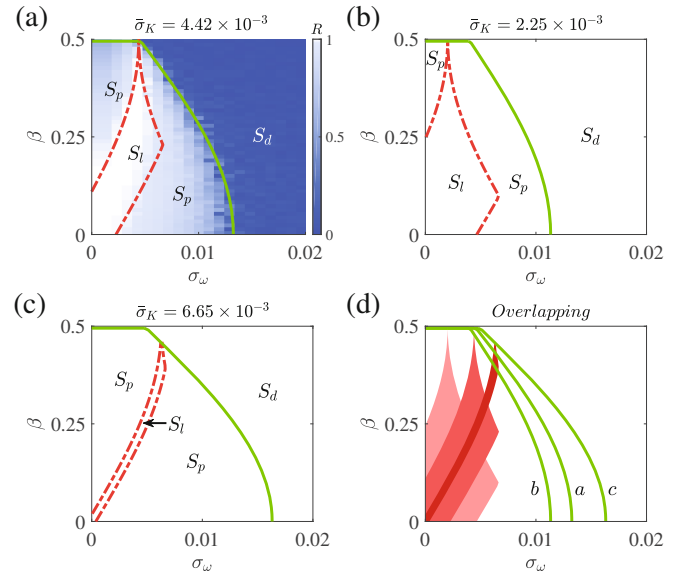 (a)
σ̄_K = 4.42 × 10⁻³
R
1
0.5
0
0.5
0.25
0
β
S_p
S_l
S_p
S_d
0
0.01
0.02
σ_ω
(b)
σ̄_K = 2.25 × 10⁻³
0.5
0.25
0
β
S_p
S_l
S_p
S_d
0
0.01
0.02
σ_ω
(c)
σ̄_K = 6.65 × 10⁻³
0.5
0.25
0
β
S_p
S_d
S_l
S_p
0
0.01
0.02
σ_ω
(d)
Overlapping
0.5
0.25
0
β
b
a
c
0
0.01
0.02
σ_ω